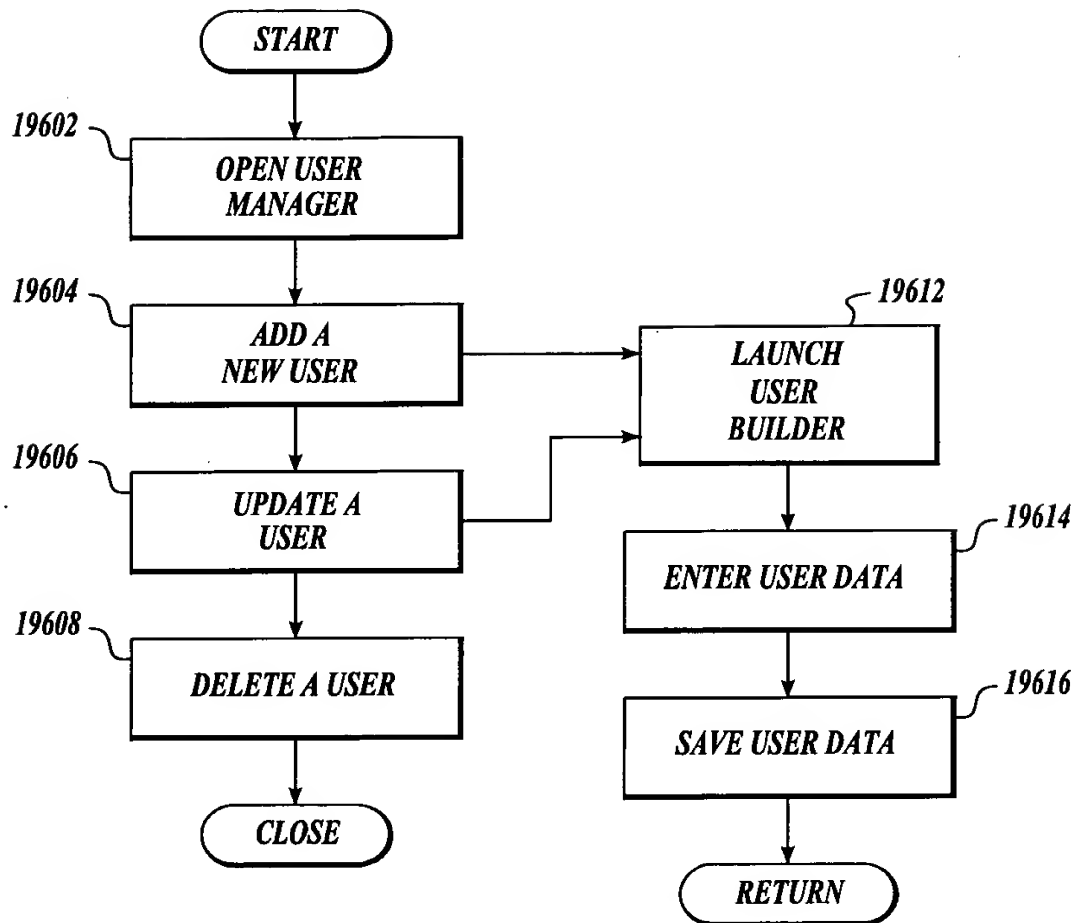 START
19602
OPEN USER
MANAGER
19604
ADD A
NEW USER
19606
UPDATE A
USER
19608
DELETE A USER
CLOSE
19612
LAUNCH
USER
BUILDER
19614
ENTER USER DATA
19616
SAVE USER DATA
RETURN